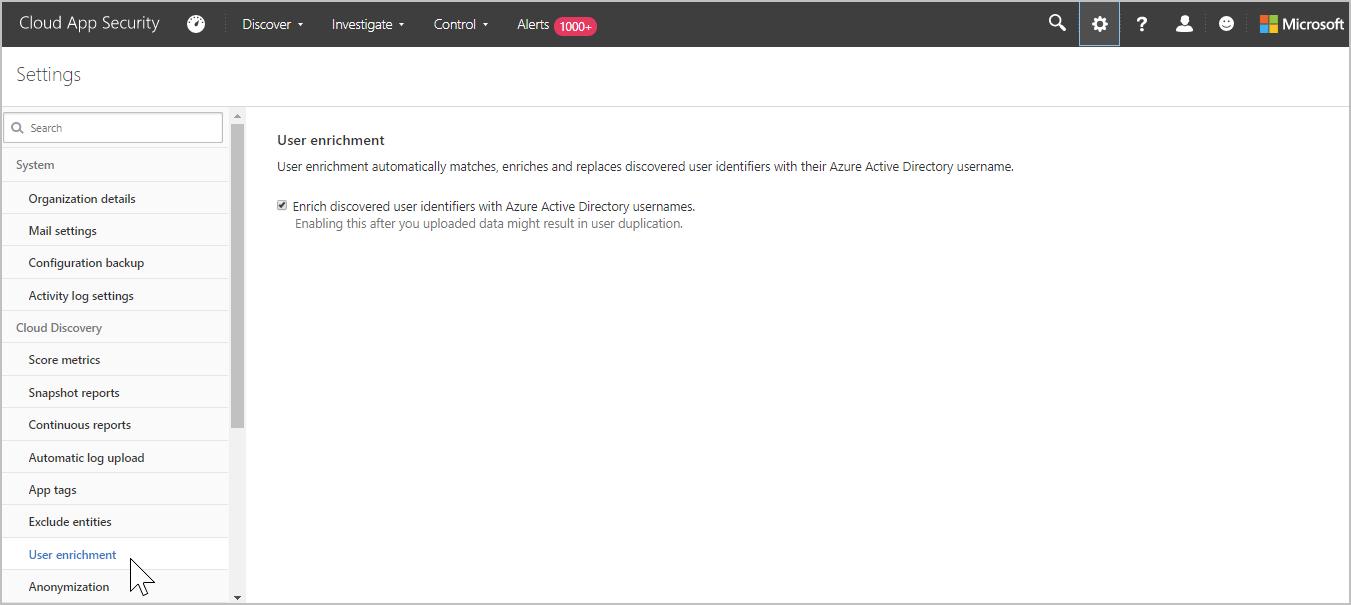 Cloud App Security Discover Investigate Control Alerts 1000+ ? Microsoft
Settings
Search
System
Organization details
Mail settings
Configuration backup
Activity log settings
Cloud Discovery
Score metrics
Snapshot reports
Continuous reports
Automatic log upload
App tags
Exclude entities
User enrichment
Anonymization
User enrichment
User enrichment automatically matches, enriches and replaces discovered user identifiers with their Azure Active Directory username.
Enrich discovered user identifiers with Azure Active Directory usernames.
Enabling this after you uploaded data might result in user duplication.